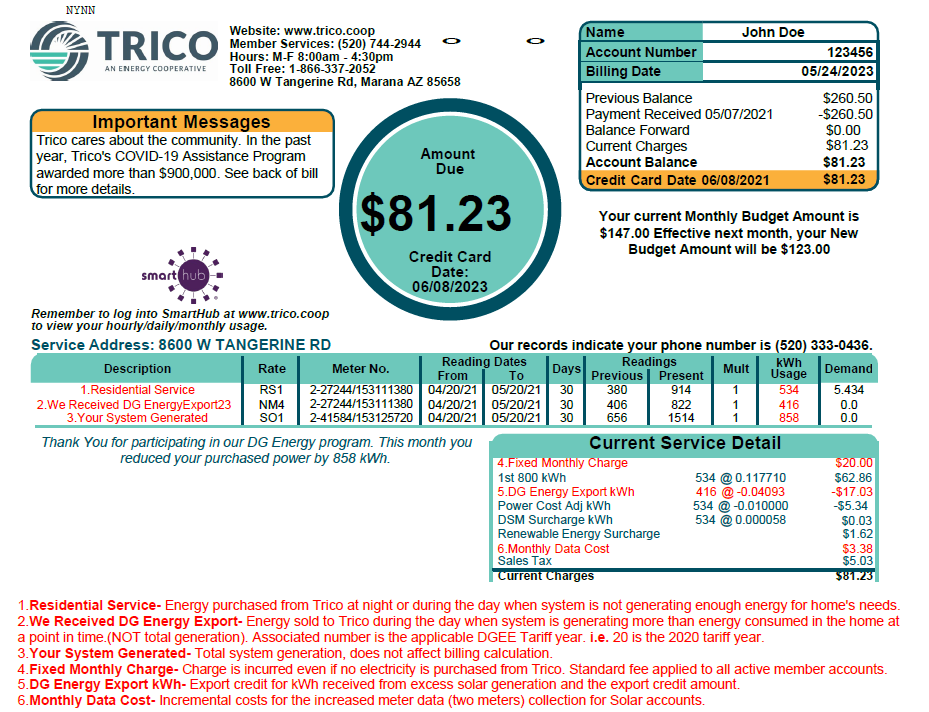 NYNN
TRICO
AN ENERGY COOPERATIVE
Website: www.trico.coop
Member Services: (520) 744-2944
Hours: M-F 8:00am - 4:30pm
Toll Free: 1-866-337-2052
8600 W Tangerine Rd, Marana AZ 85658
Name John Doe
Account Number 123456
Billing Date 05/24/2023
Previous Balance $260.50
Payment Received 05/07/2021 -$260.50
Balance Forward $0.00
Current Charges $81.23
Account Balance $81.23
Credit Card Date 06/08/2021 $81.23
Important Messages
Trico cares about the community. In the past
year, Trico's COVID-19 Assistance Program
awarded more than $900,000. See back of bill
for more details.
Amount
Due
$81.23
Credit Card
Date:
06/08/2023
Your current Monthly Budget Amount is
$147.00 Effective next month, your New
Budget Amount will be $123.00
smart hub
Remember to log into SmartHub at www.trico.coop
to view your hourly/daily/monthly usage.
Service Address: 8600 W TANGERINE RD
Our records indicate your phone number is (520) 333-0436.
Description Rate Meter No. Reading Dates From To Days Readings Previous Present Mult kWh Usage Demand
1.Residential Service RS1 2-27244/153111380 04/20/21 05/20/21 30 380 914 1 534 5.434
2.We Received DG EnergyExport23 NM4 2-27244/153111380 04/20/21 05/20/21 30 406 822 1 416 0.0
3.Your System Generated SO1 2-41584/153125720 04/20/21 05/20/21 30 656 1514 1 858 0.0
Thank You for participating in our DG Energy program. This month you
reduced your purchased power by 858 kWh.
Current Service Detail
4.Fixed Monthly Charge $20.00
1st 800 kWh 534 @ 0.117710 $62.86
5.DG Energy Export kWh 416 @ -0.04093 -$17.03
Power Cost Adj kWh 534 @ -0.010000 -$5.34
DSM Surcharge kWh 534 @ 0.000058 $0.03
Renewable Energy Surcharge $1.62
6.Monthly Data Cost $3.38
Sales Tax $5.03
Current Charges $81.23
1.Residential Service- Energy purchased from Trico at night or during the day when system is not generating enough energy for home's needs.
2.We Received DG Energy Export- Energy sold to Trico during the day when system is generating more than energy consumed in the home at
a point in time.(NOT total generation). Associated number is the applicable DGEE Tariff year. i.e. 20 is the 2020 tariff year.
3.Your System Generated- Total system generation, does not affect billing calculation.
4.Fixed Monthly Charge- Charge is incurred even if no electricity is purchased from Trico. Standard fee applied to all active member accounts.
5.DG Energy Export kWh- Export credit for kWh received from excess solar generation and the export credit amount.
6.Monthly Data Cost- Incremental costs for the increased meter data (two meters) collection for Solar accounts.